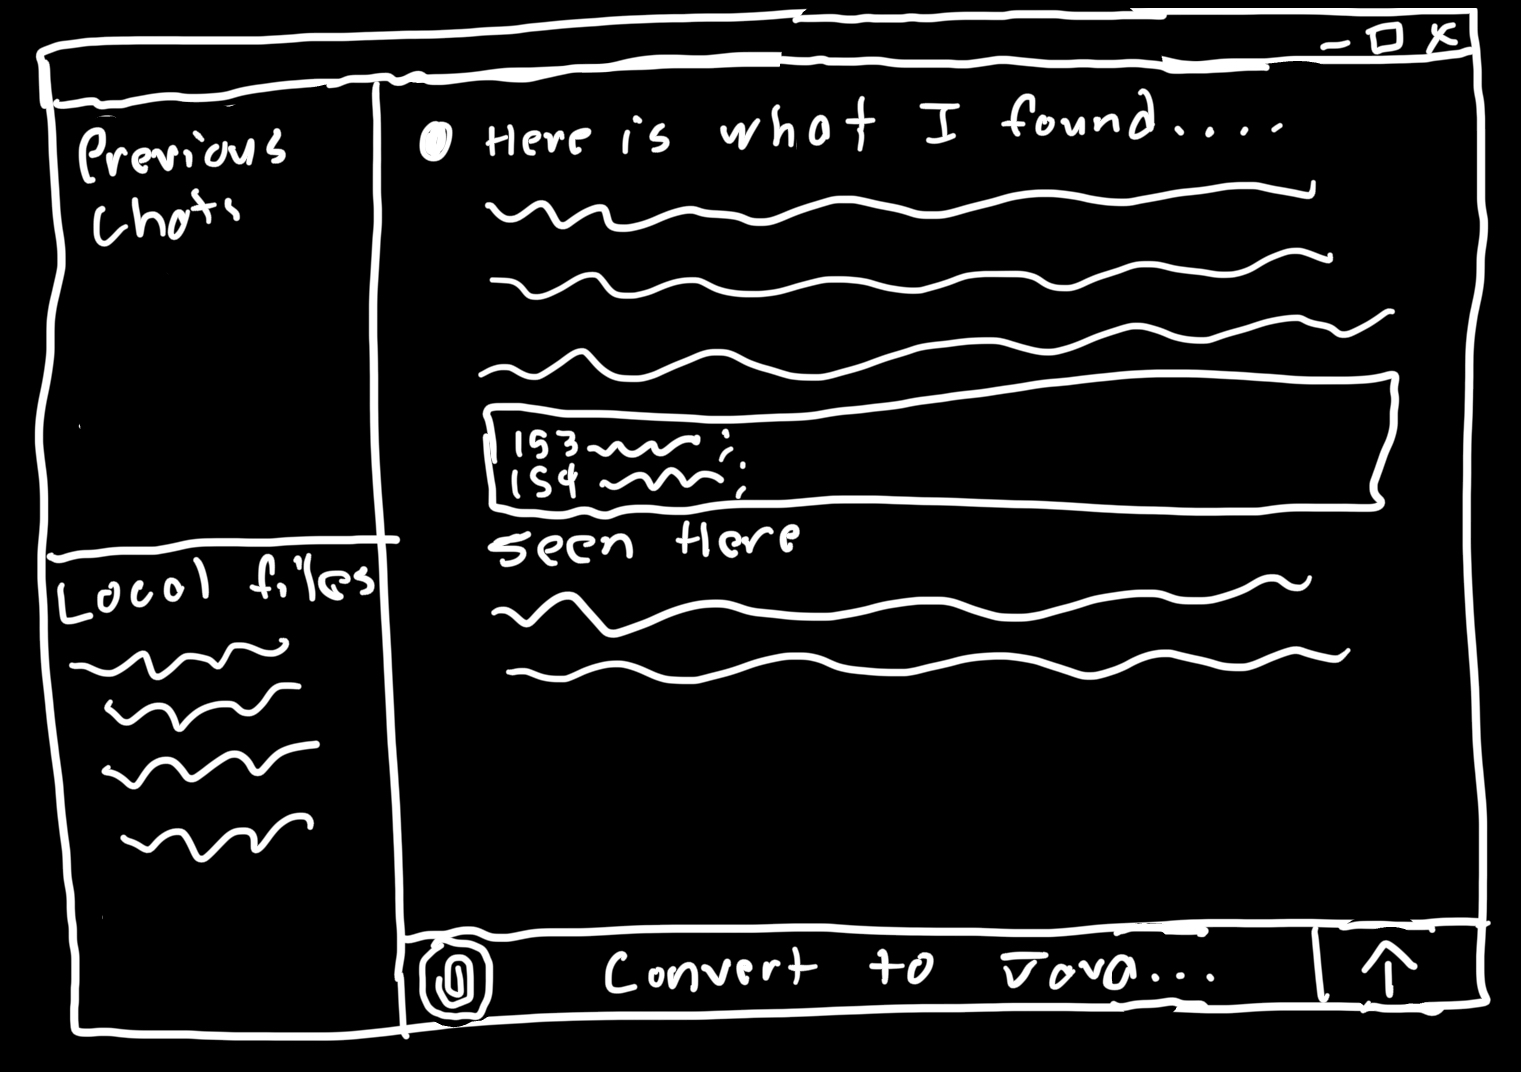 Previous
Chats
Here is what I found....
153
154
seen Here
Local files
Convert to Java...